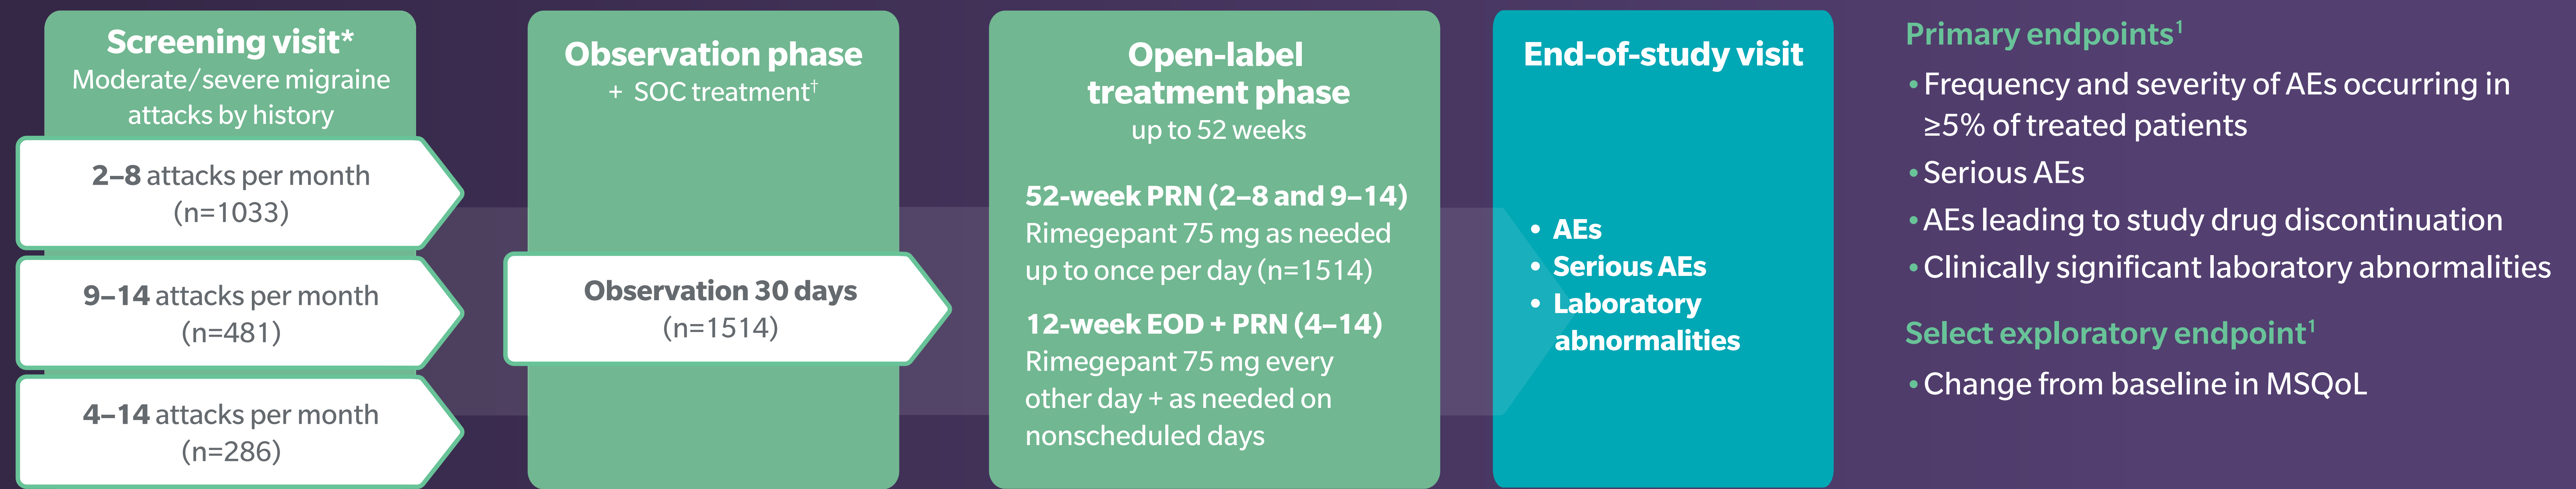 Screening visit*
Moderate/severe migraine
attacks by history
2–8 attacks per month
(n=1033)
9–14 attacks per month
(n=481)
4–14 attacks per month
(n=286)
Observation phase
+ SOC treatment†
Observation 30 days
(n=1514)
Open-label
treatment phase
up to 52 weeks
52-week PRN (2–8 and 9–14)
Rimegepant 75 mg as needed
up to once per day (n=1514)
12-week EOD + PRN (4–14)
Rimegepant 75 mg every
other day + as needed on
nonscheduled days
End-of-study visit
• AEs
• Serious AEs
• Laboratory
abnormalities
Primary endpoints¹
• Frequency and severity of AEs occurring in
≥5% of treated patients
• Serious AEs
• AEs leading to study drug discontinuation
• Clinically significant laboratory abnormalities
Select exploratory endpoint¹
• Change from baseline in MSQoL